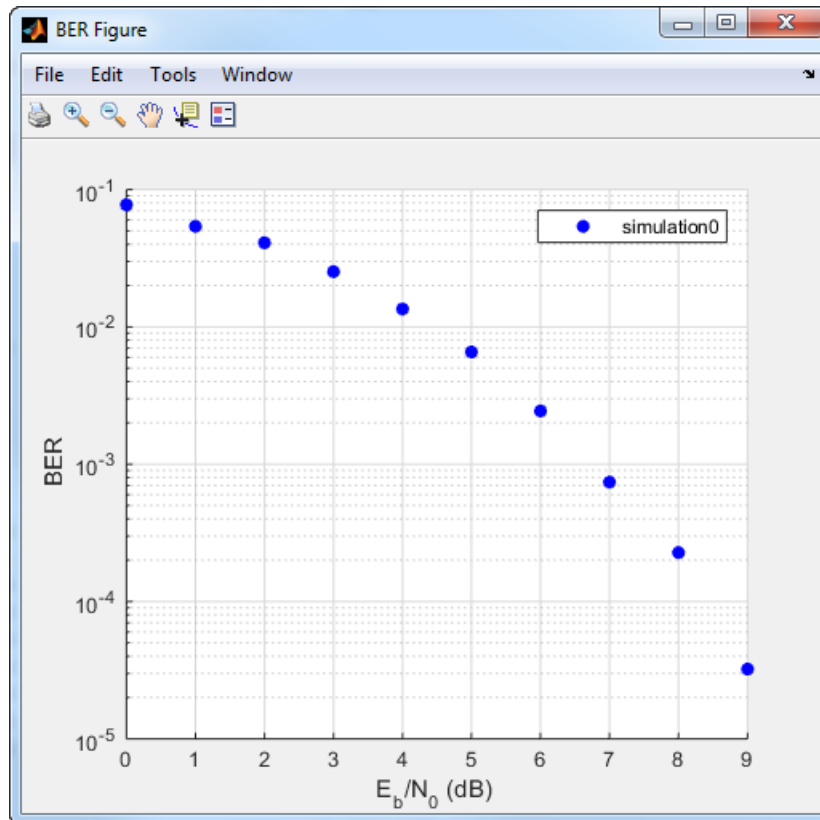 BER Figure
File Edit Tools Window
simulation0
BER
10^-1
10^-2
10^-3
10^-4
10^-5
0 1 2 3 4 5 6 7 8 9
E_b/N_0 (dB)